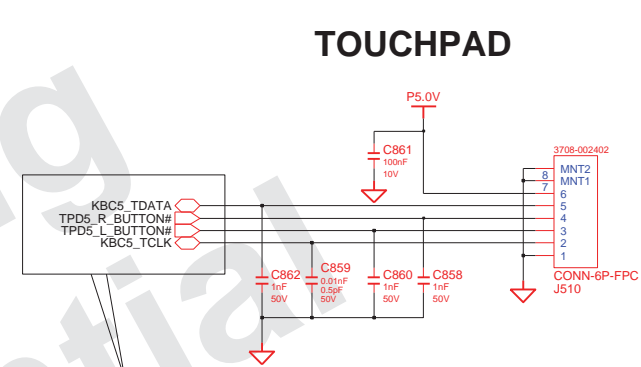 TOUCHPAD
P5.0V
C861
100nF
10V
3708-002402
MNT2
8 MNT1
7
6
5
4
3
2
1
KBC5_TDATA
TPD5_R_BUTTON#
TPD5_L_BUTTON#
KBC5_TCLK
C862
1nF
50V
C859
0.01nF
0.5pF
50V
C860
1nF
50V
C858
1nF
50V
CONN-6P-FPC
J510